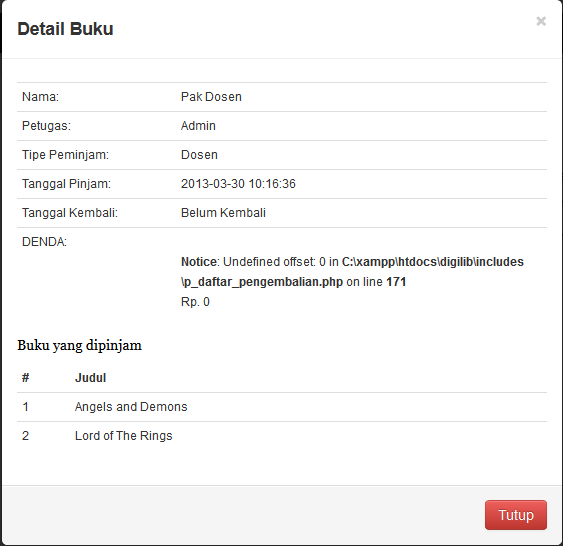 Detail Buku ×
Nama: Pak Dosen
Petugas: Admin
Tipe Peminjam: Dosen
Tanggal Pinjam: 2013-03-30 10:16:36
Tanggal Kembali: Belum Kembali
DENDA:
Notice: Undefined offset: 0 in C:\xampp\htdocs\digilib\includes
\p_daftar_pengembalian.php on line 171
Rp. 0
Buku yang dipinjam
# Judul
1 Angels and Demons
2 Lord of The Rings
Tutup